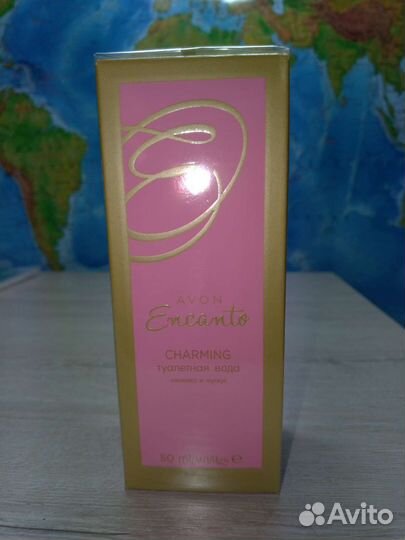 AVON
Encanto
CHARMING
туалетная вода
50 ml
Avito